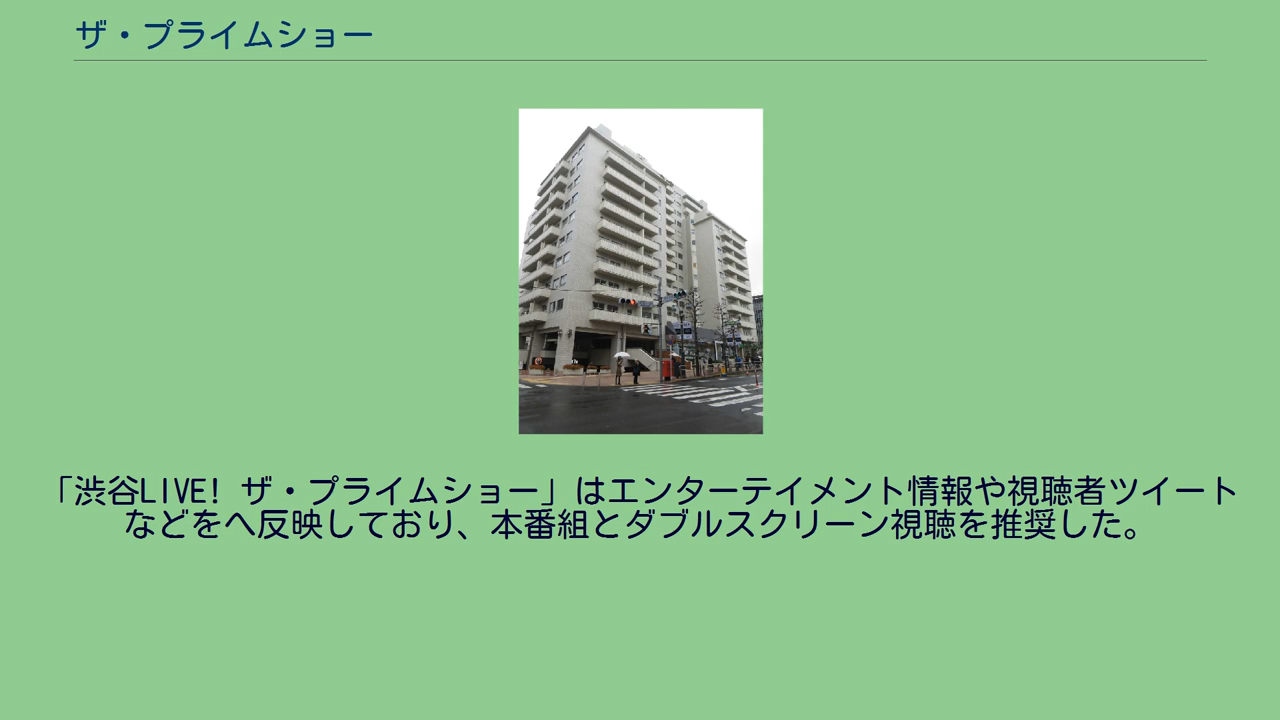 ザ・プライムショー
「渋谷LIVE! ザ・プライムショー」はエンターテイメント情報や視聴者ツイート
などをへ反映しており、本番組とダブルスクリーン視聴を推奨した。